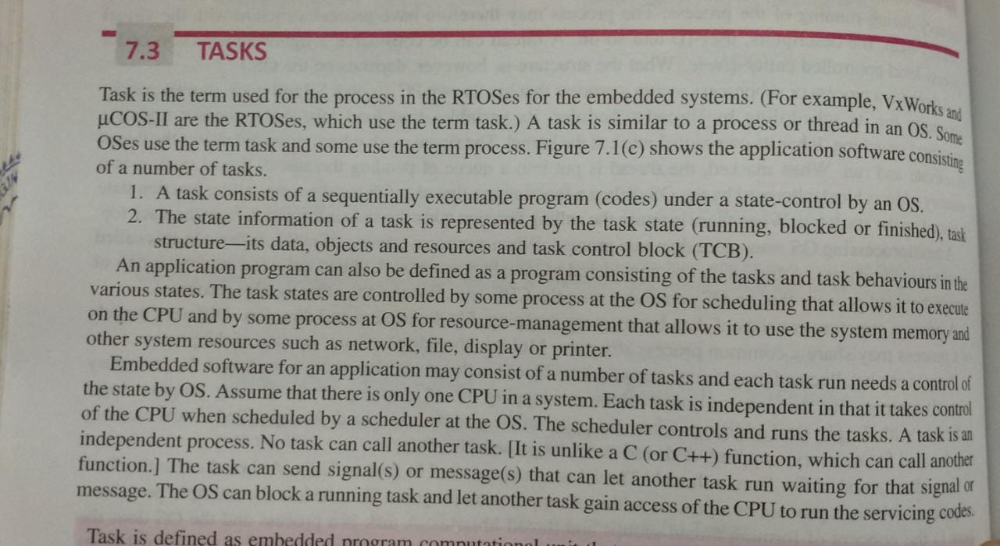 7.3 TASKS
Task is the term used for the process in the RTOSes for the embedded systems. (For example, VxWorks and
µCOS-II are the RTOSes, which use the term task.) A task is similar to a process or thread in an OS. Some
OSes use the term task and some use the term process. Figure 7.1(c) shows the application software consisting
of a number of tasks.
1. A task consists of a sequentially executable program (codes) under a state-control by an OS.
2. The state information of a task is represented by the task state (running, blocked or finished), task
structure—its data, objects and resources and task control block (TCB).
An application program can also be defined as a program consisting of the tasks and task behaviours in the
various states. The task states are controlled by some process at the OS for scheduling that allows it to execute
on the CPU and by some process at OS for resource-management that allows it to use the system memory and
other system resources such as network, file, display or printer.
Embedded software for an application may consist of a number of tasks and each task run needs a control of
the state by OS. Assume that there is only one CPU in a system. Each task is independent in that it takes control
of the CPU when scheduled by a scheduler at the OS. The scheduler controls and runs the tasks. A task is an
independent process. No task can call another task. [It is unlike a C (or C++) function, which can call another
function.] The task can send signal(s) or message(s) that can let another task run waiting for that signal or
message. The OS can block a running task and let another task gain access of the CPU to run the servicing codes.
Task is defined as embedded program computational unit